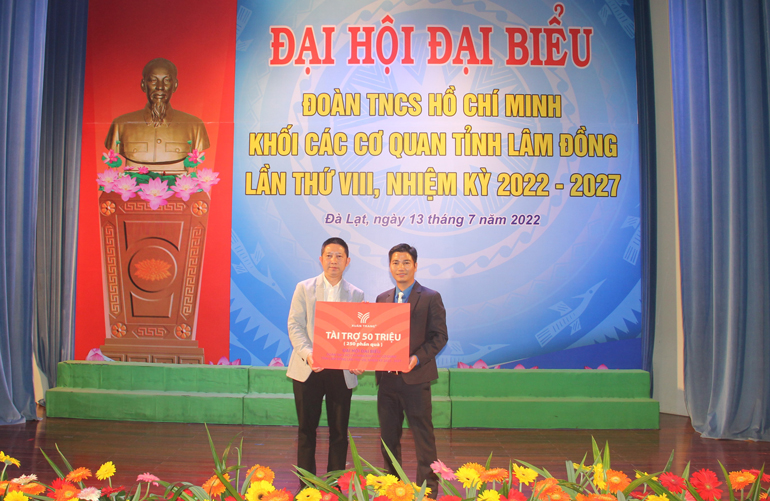 ĐẠI HỘI ĐẠI BIỂU
ĐOÀN TNCS HỒ CHÍ MINH
KHỐI CÁC CƠ QUAN TỈNH LÂM ĐỒNG
LẦN THỨ VIII, NHIỆM KỲ 2022 - 2027
Đà Lạt, ngày 13 tháng 7 năm 2022
TÀI TRỢ 50 TRIỆU